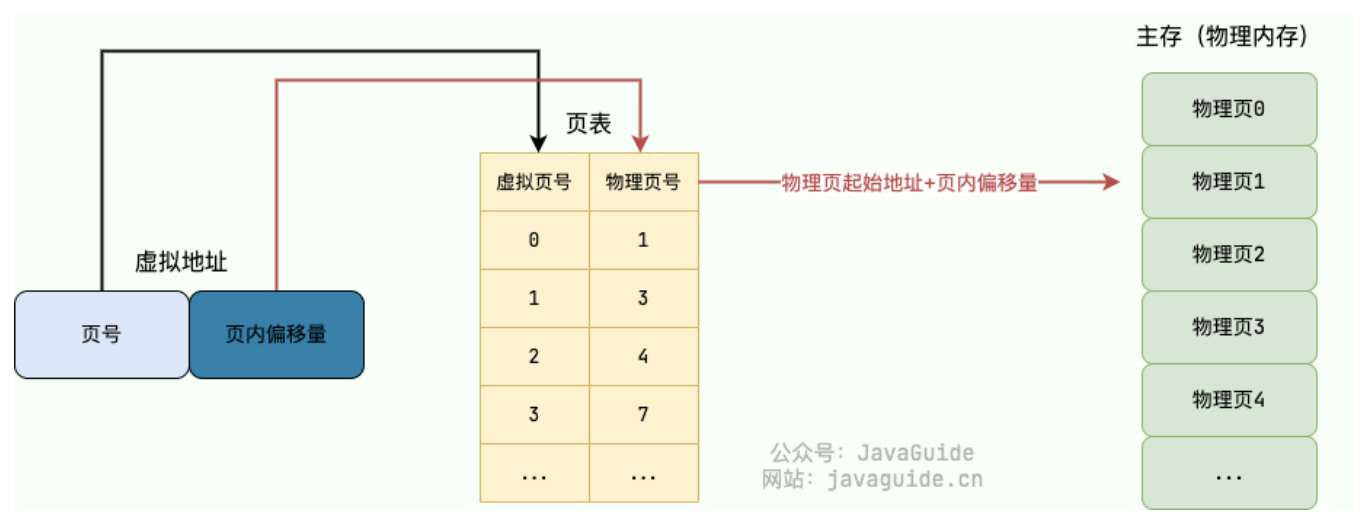 主存（物理内存）
物理页0
页表
虚拟页号 物理页号
物理页起始地址+页内偏移量
物理页1
0 1
物理页2
虚拟地址
1 3
页号 页内偏移量
物理页3
2 4
物理页4
3 7
公众号：JavaGuide
网站：javaguide.cn
... ...
...